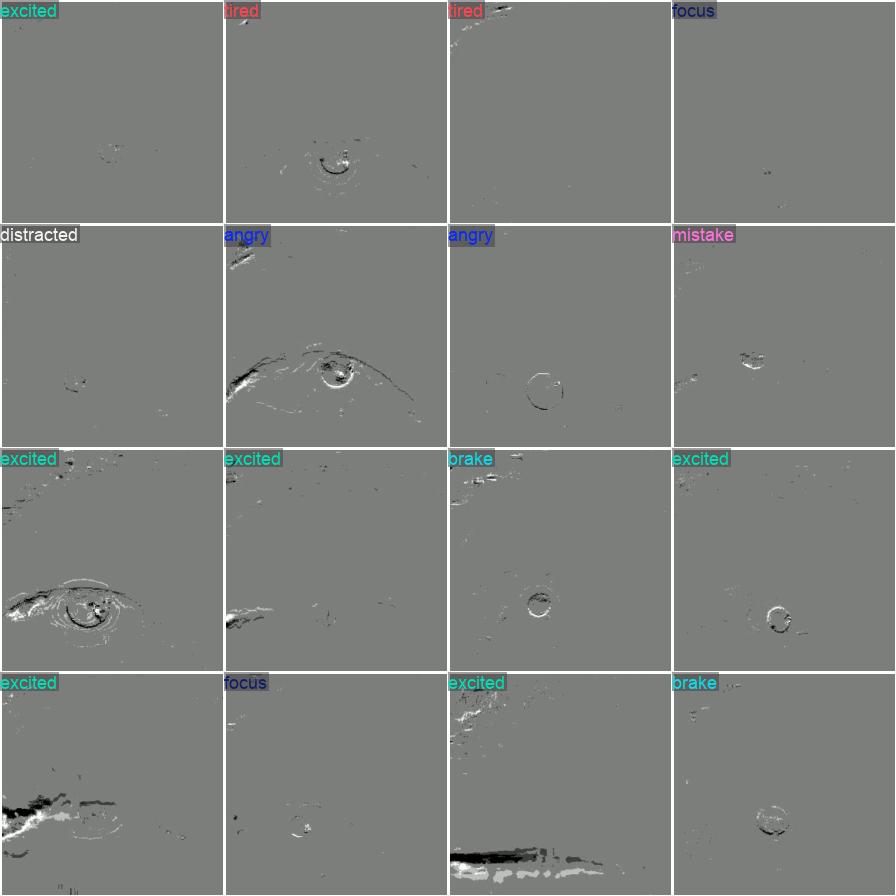 excited
tired
tired
focus
distracted
angry
angry
mistake
excited
excited
brake
excited
excited
focus
excited
brake